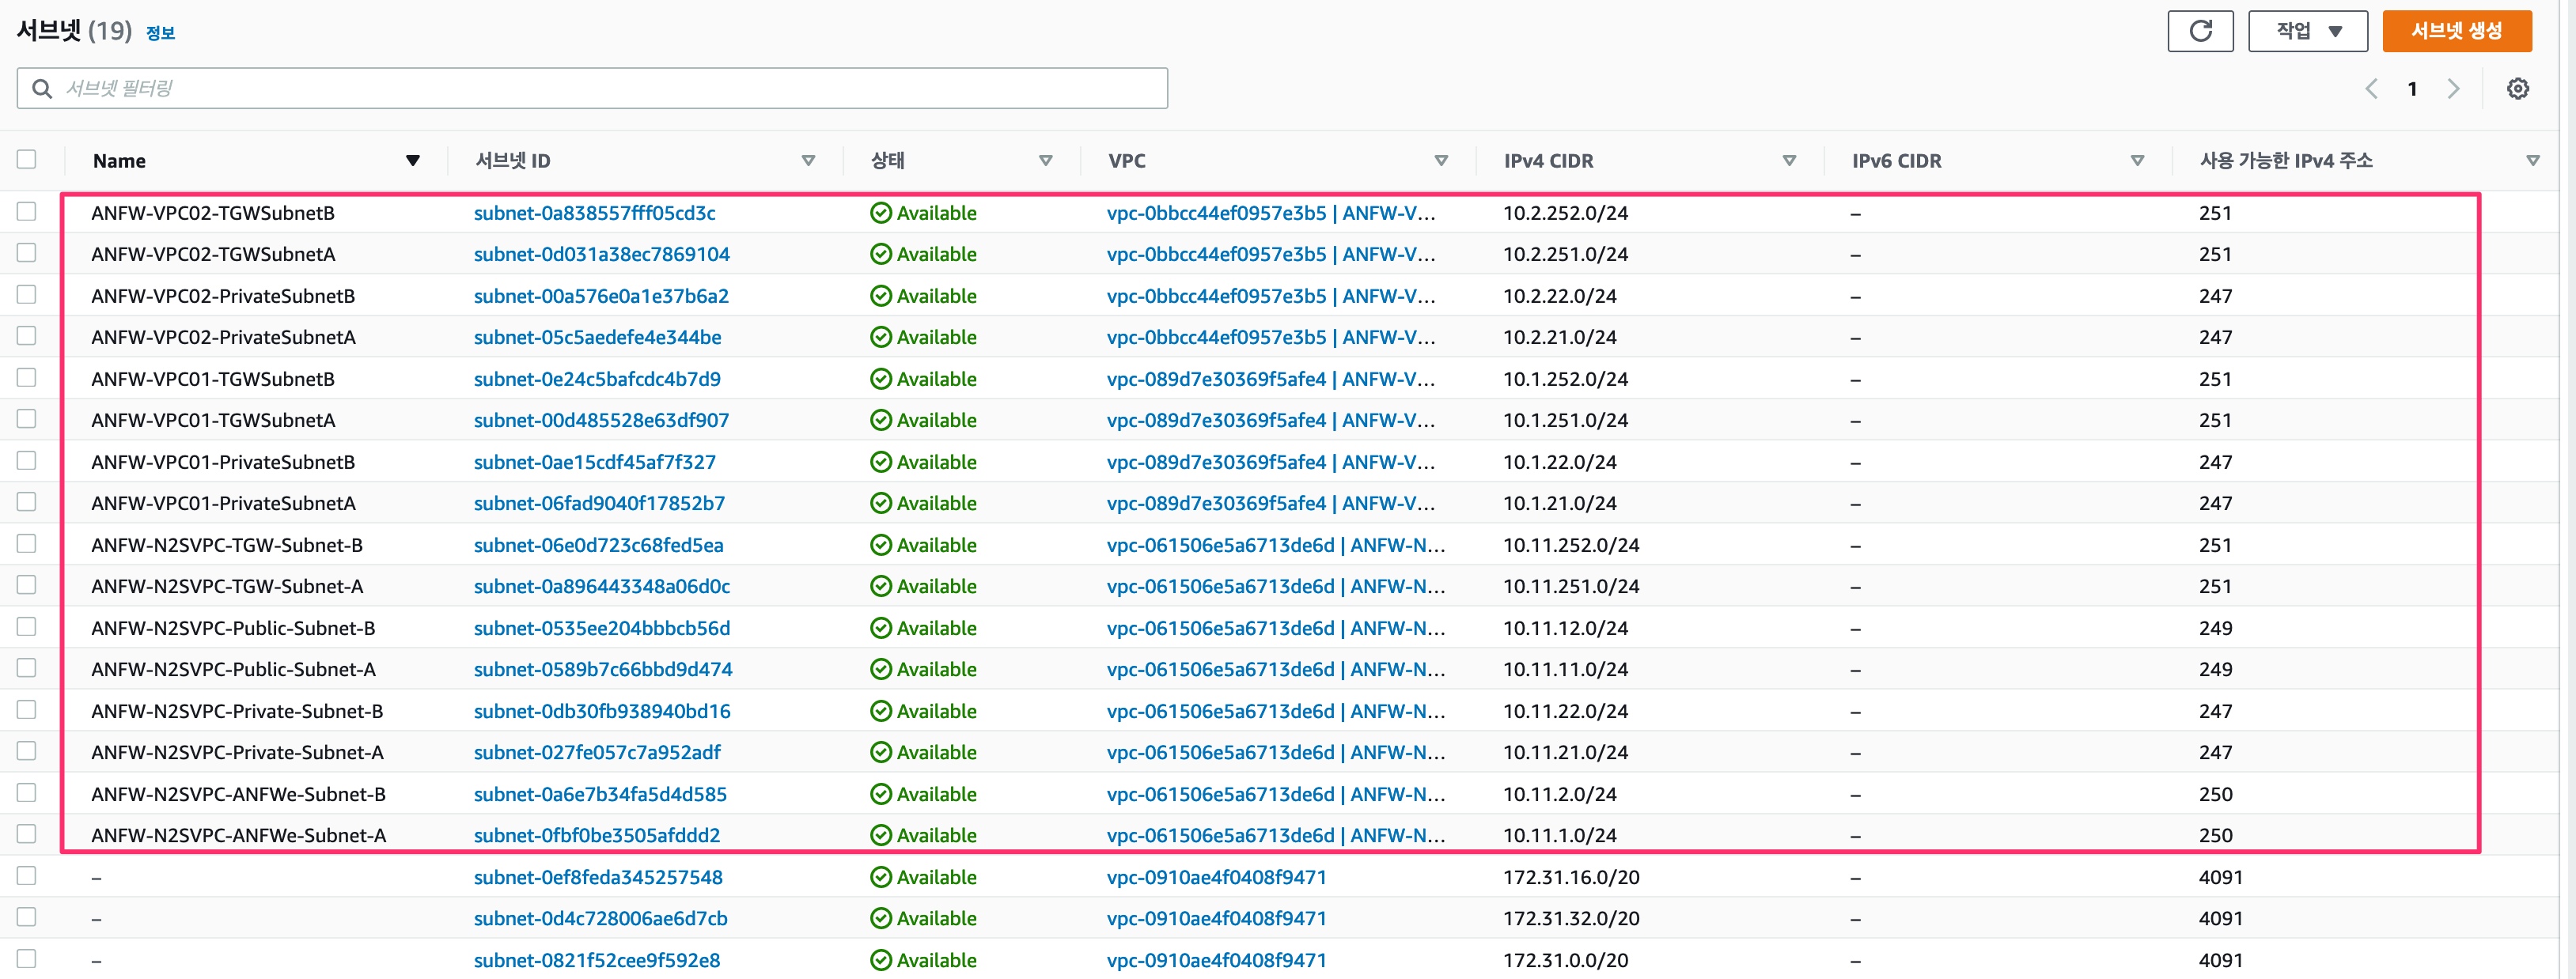 서브넷 (19) 정보
작업 ▼
서브넷 생성
서브넷 필터링
1
Name 서브넷 ID 상태 VPC IPv4 CIDR IPv6 CIDR 사용 가능한 IPv4 주소
ANFW-VPC02-TGWSubnetB subnet-0a838557fff05cd3c Available vpc-0bbcc44ef0957e3b5 | ANFW-V... 10.2.252.0/24 – 251
ANFW-VPC02-TGWSubnetA subnet-0d031a38ec7869104 Available vpc-0bbcc44ef0957e3b5 | ANFW-V... 10.2.251.0/24 – 251
ANFW-VPC02-PrivateSubnetB subnet-00a576e0a1e37b6a2 Available vpc-0bbcc44ef0957e3b5 | ANFW-V... 10.2.22.0/24 – 247
ANFW-VPC02-PrivateSubnetA subnet-05c5aedefe4e344be Available vpc-0bbcc44ef0957e3b5 | ANFW-V... 10.2.21.0/24 – 247
ANFW-VPC01-TGWSubnetB subnet-0e24c5bafcdc4b7d9 Available vpc-089d7e30369f5afe4 | ANFW-V... 10.1.252.0/24 – 251
ANFW-VPC01-TGWSubnetA subnet-00d485528e63df907 Available vpc-089d7e30369f5afe4 | ANFW-V... 10.1.251.0/24 – 251
ANFW-VPC01-PrivateSubnetB subnet-0ae15cdf45af7f327 Available vpc-089d7e30369f5afe4 | ANFW-V... 10.1.22.0/24 – 247
ANFW-VPC01-PrivateSubnetA subnet-06fad9040f17852b7 Available vpc-089d7e30369f5afe4 | ANFW-V... 10.1.21.0/24 – 247
ANFW-N2SVPC-TGW-Subnet-B subnet-06e0d723c68fed5ea Available vpc-061506e5a6713de6d | ANFW-N... 10.11.252.0/24 – 251
ANFW-N2SVPC-TGW-Subnet-A subnet-0a896443348a06d0c Available vpc-061506e5a6713de6d | ANFW-N... 10.11.251.0/24 – 251
ANFW-N2SVPC-Public-Subnet-B subnet-0535ee204bbbcb56d Available vpc-061506e5a6713de6d | ANFW-N... 10.11.12.0/24 – 249
ANFW-N2SVPC-Public-Subnet-A subnet-0589b7c66bbd9d474 Available vpc-061506e5a6713de6d | ANFW-N... 10.11.11.0/24 – 249
ANFW-N2SVPC-Private-Subnet-B subnet-0db30fb938940bd16 Available vpc-061506e5a6713de6d | ANFW-N... 10.11.22.0/24 – 247
ANFW-N2SVPC-Private-Subnet-A subnet-027fe057c7a952adf Available vpc-061506e5a6713de6d | ANFW-N... 10.11.21.0/24 – 247
ANFW-N2SVPC-ANFWe-Subnet-B subnet-0a6e7b34fa5d4d585 Available vpc-061506e5a6713de6d | ANFW-N... 10.11.2.0/24 – 250
ANFW-N2SVPC-ANFWe-Subnet-A subnet-0fbf0be3505afddd2 Available vpc-061506e5a6713de6d | ANFW-N... 10.11.1.0/24 – 250
– subnet-0ef8feda345257548 Available vpc-0910ae4f0408f9471 172.31.16.0/20 – 4091
– subnet-0d4c728006ae6d7cb Available vpc-0910ae4f0408f9471 172.31.32.0/20 – 4091
– subnet-0821f52cee9f592e8 Available vpc-0910ae4f0408f9471 172.31.0.0/20 – 4091